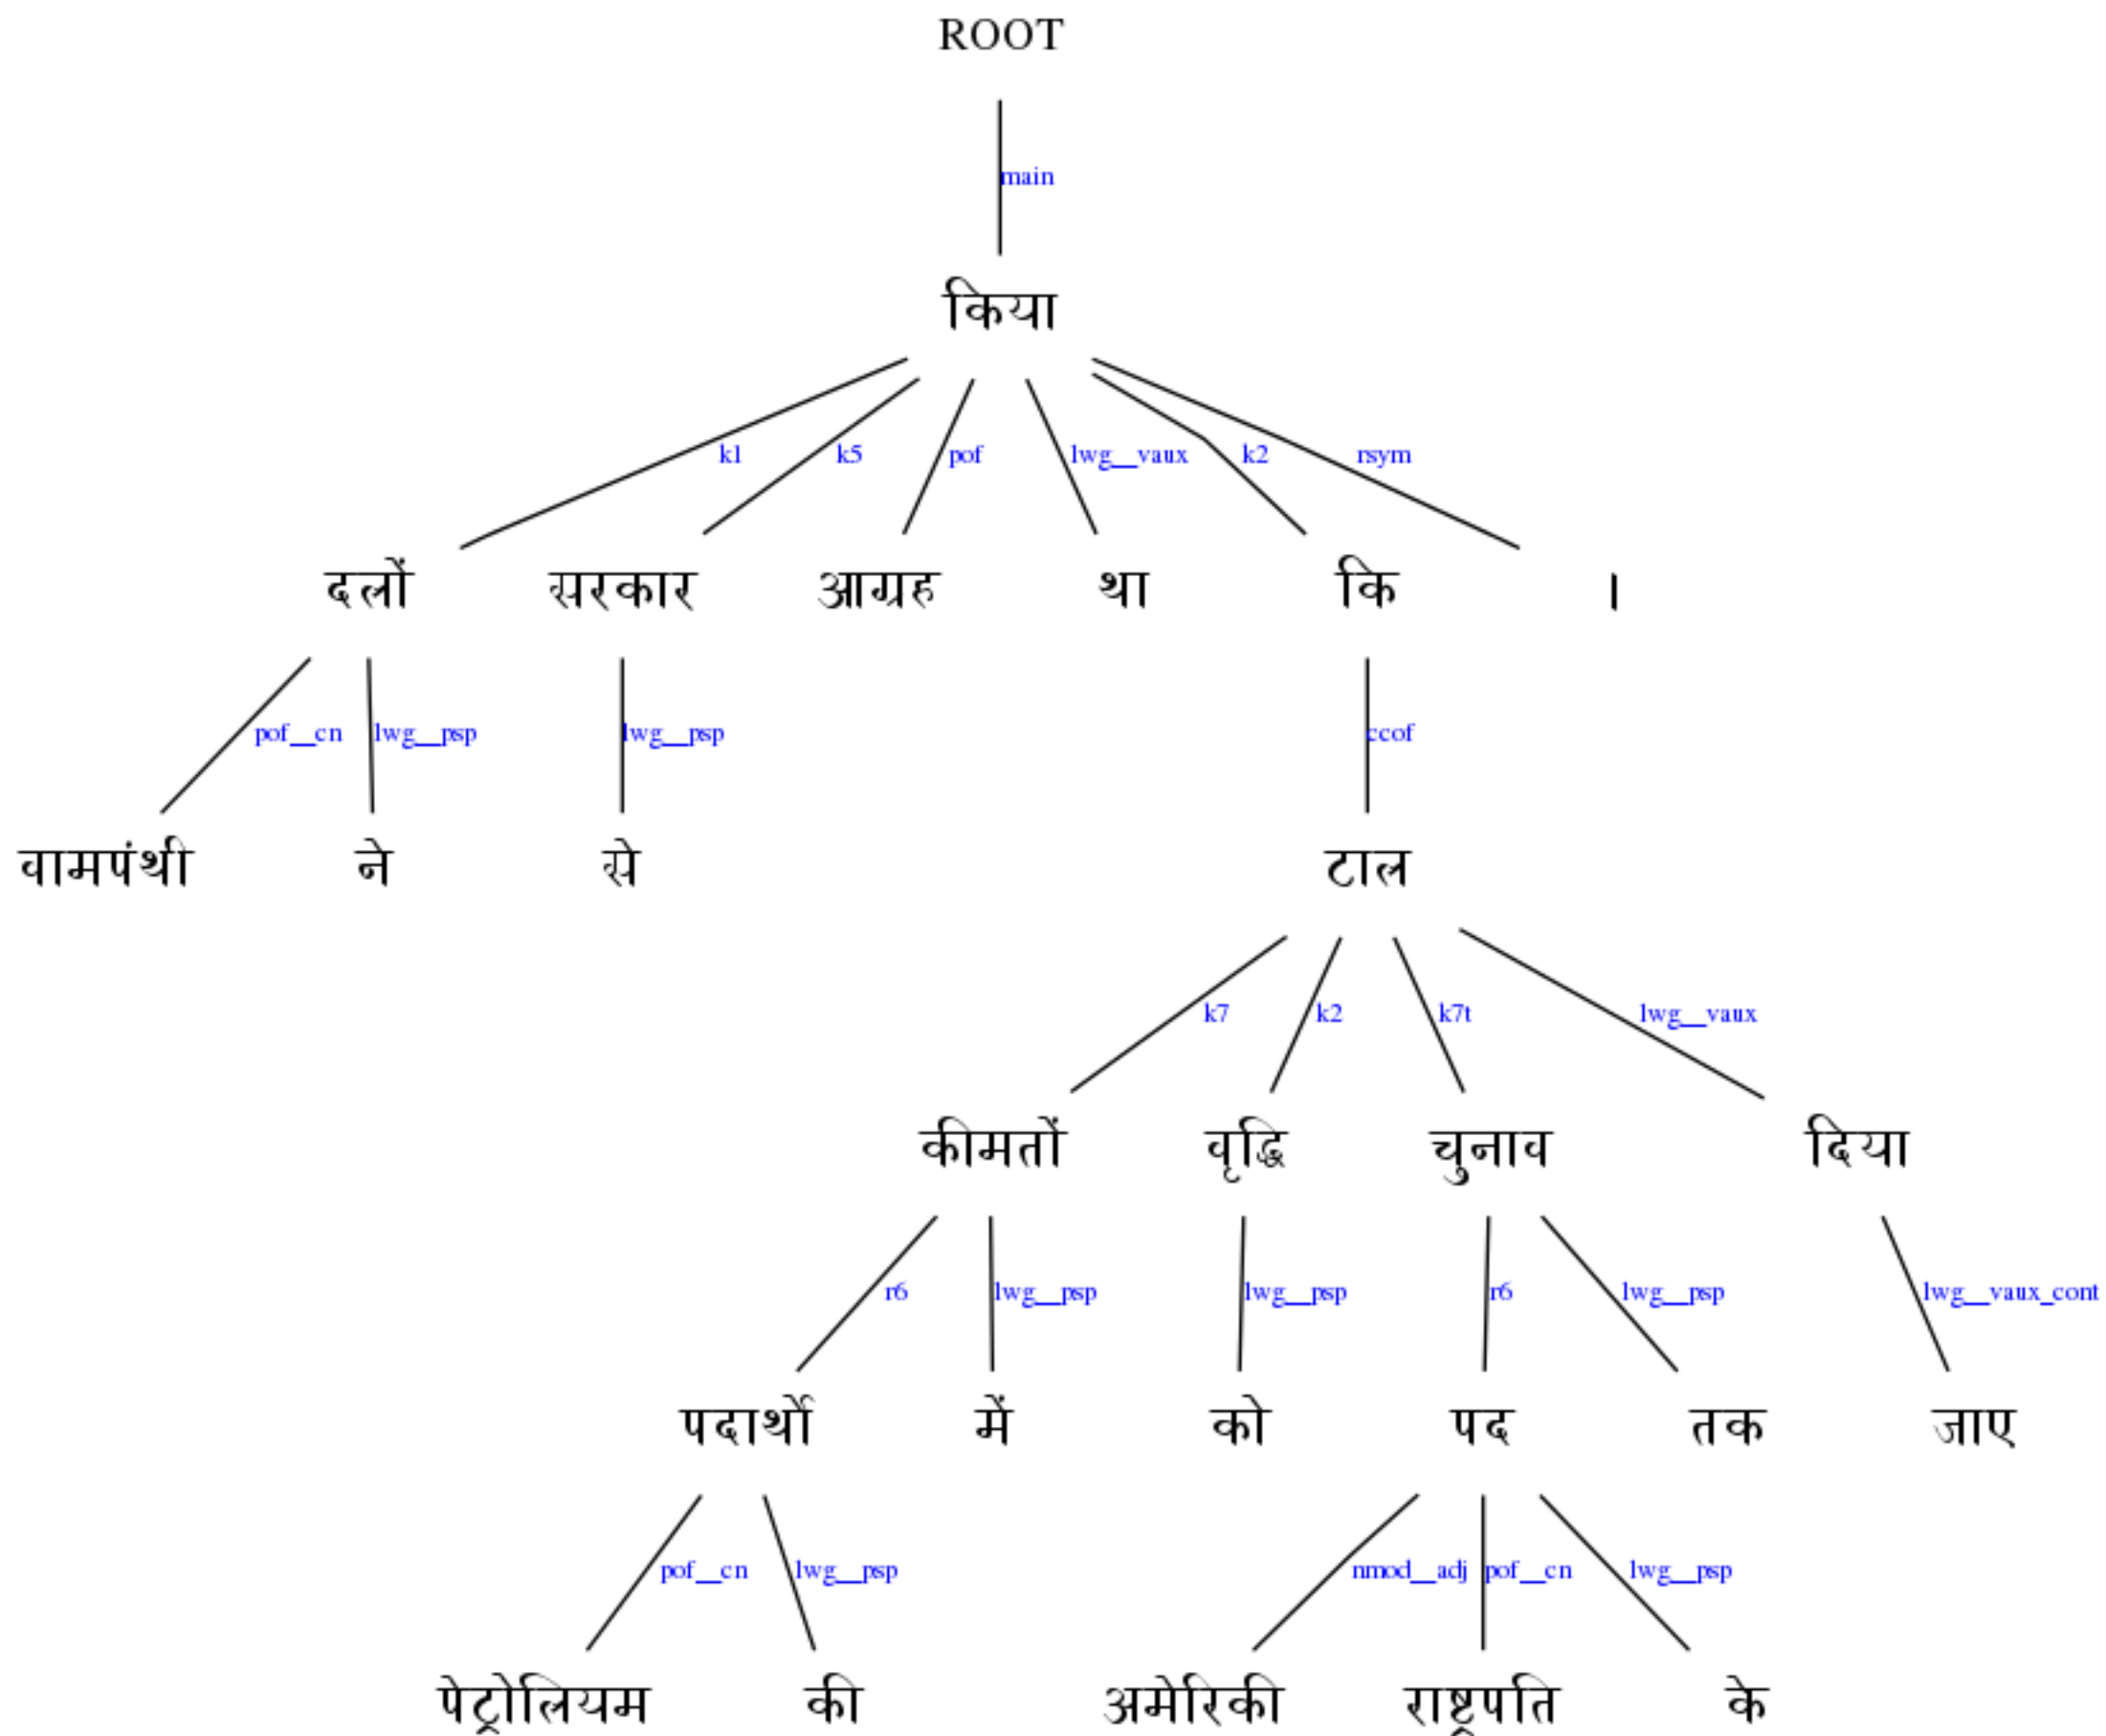 ROOT
main
किया
k1 k5 pof lwg__vaux k2 rsym
दलों सरकार आग्रह था कि ।
pof__cn lwg__psp lwg__psp ccof
वामपंथी ने से टाल
k7 k2 k7t lwg__vaux
कीमतों वृद्धि चुनाव दिया
r6 lwg__psp lwg__psp r6 lwg__psp lwg__vaux_cont
पदार्थो में को पद तक जाए
pof__cn lwg__psp nmod__adj pof__cn lwg__psp
पेट्रोलियम की अमेरिकी राष्ट्रपति के